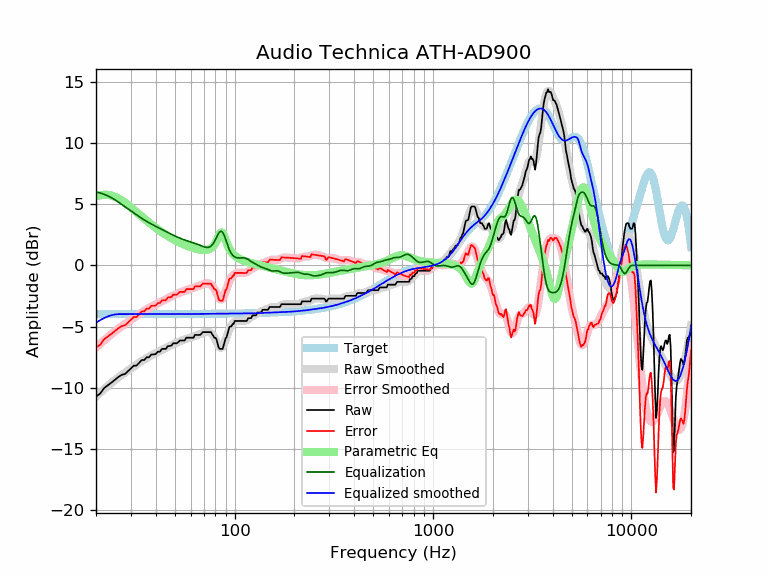 Audio Technica ATH-AD900
15
10
5
0
−5
−10
−15
−20
Amplitude (dBr)
Target
Raw Smoothed
Error Smoothed
Raw
Error
Parametric Eq
Equalization
Equalized smoothed
100
1000
10000
Frequency (Hz)